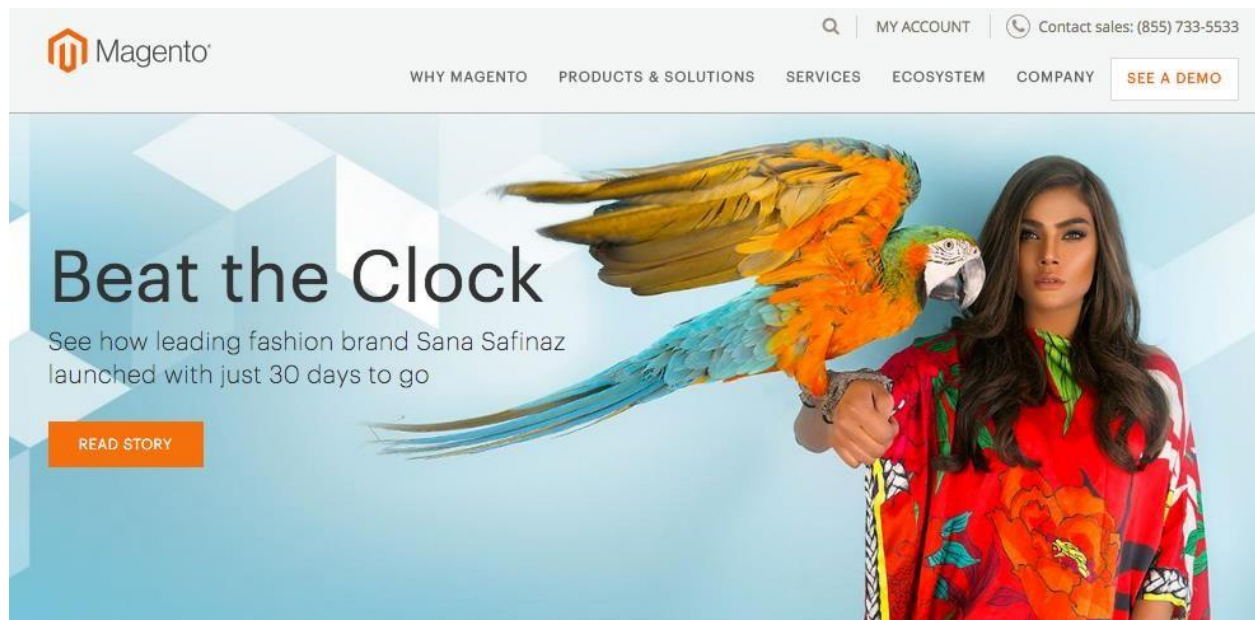 Magento®
MY ACCOUNT
Contact sales: (855) 733-5533
WHY MAGENTO PRODUCTS & SOLUTIONS SERVICES ECOSYSTEM COMPANY SEE A DEMO
Beat the Clock
See how leading fashion brand Sana Safinaz
launched with just 30 days to go
READ STORY